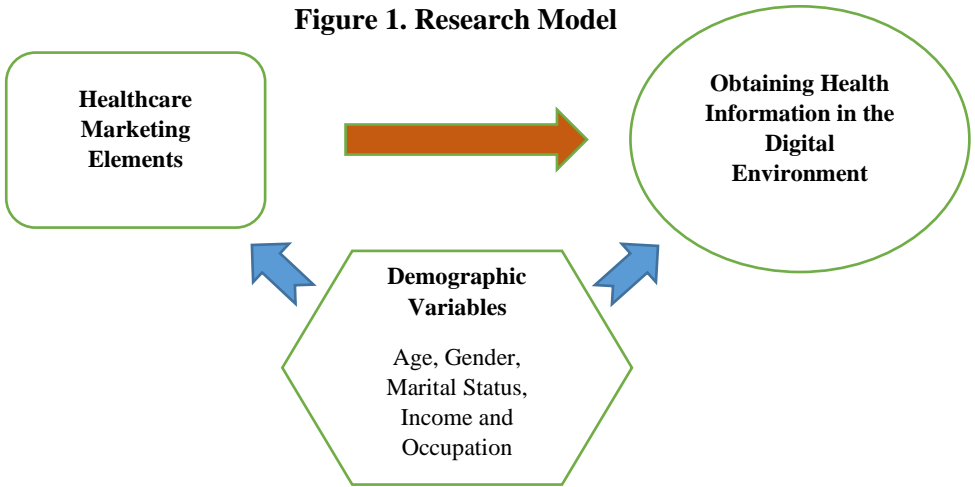 Figure 1. Research Model
Healthcare
Marketing
Elements
Obtaining Health
Information in the
Digital
Environment
Demographic
Variables
Age, Gender,
Marital Status,
Income and
Occupation